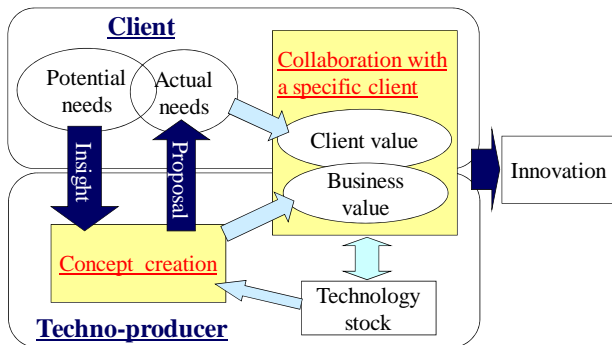 Client
Potential
needs
Actual
needs
Collaboration with
a specific client
Client value
Business
value
Insight
Proposal
Innovation
Concept creation
Technology
stock
Techno-producer